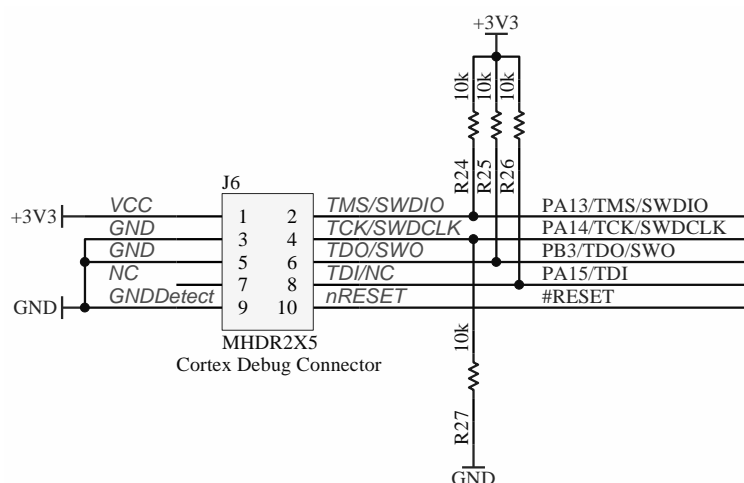 +3V3
10k 10k 10k
R24 R25 R26
J6
+3V3 VCC 1 2 TMS/SWDIO PA13/TMS/SWDIO
GND 3 4 TCK/SWDCLK PA14/TCK/SWDCLK
GND 5 6 TDO/SWO PB3/TDO/SWO
NC 7 8 TDI/NC PA15/TDI
GND GNDDetect 9 10 nRESET #RESET
MHDR2X5
Cortex Debug Connector
10k
R27
GND